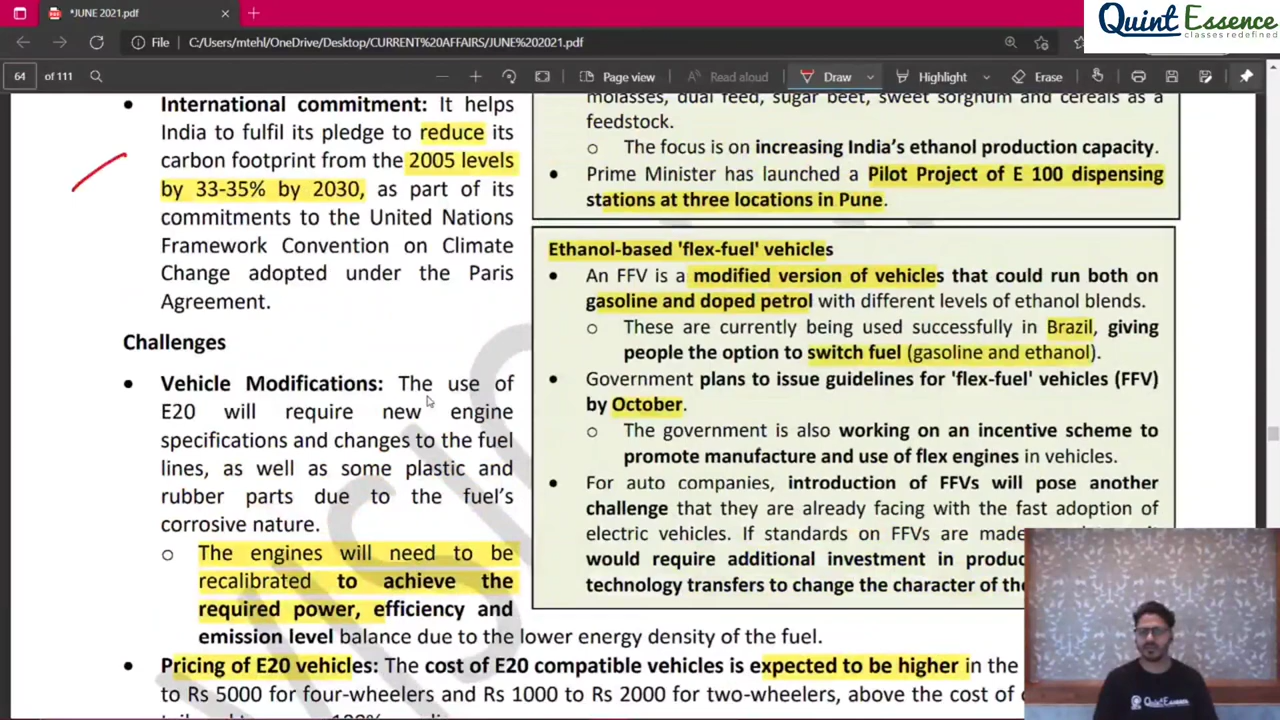 *JUNE 2021.pdf
File
C:/Users/mtehl/OneDrive/Desktop/CURRENT%20AFFAIRS/JUNE%202021.pdf
Quint Essence
classes redefined
64 of 111
Page view
Read aloud
Draw
Highlight
Erase
• International commitment: It helps
India to fulfil its pledge to reduce its
carbon footprint from the 2005 levels
by 33-35% by 2030, as part of its
commitments to the United Nations
Framework Convention on Climate
Change adopted under the Paris
Agreement.
Challenges
• Vehicle Modifications: The use of
E20 will require new engine
specifications and changes to the fuel
lines, as well as some plastic and
rubber parts due to the fuel's
corrosive nature.
o The engines will need to be
recalibrated to achieve the
required power, efficiency and
emission level balance due to the lower energy density of the fuel.
• Pricing of E20 vehicles: The cost of E20 compatible vehicles is expected to be higher in the
to Rs 5000 for four-wheelers and Rs 1000 to Rs 2000 for two-wheelers, above the cost of
molasses, dual feed, sugar beet, sweet sorghum and cereals as a
feedstock.
o The focus is on increasing India's ethanol production capacity.
• Prime Minister has launched a Pilot Project of E 100 dispensing
stations at three locations in Pune.
Ethanol-based 'flex-fuel' vehicles
• An FFV is a modified version of vehicles that could run both on
gasoline and doped petrol with different levels of ethanol blends.
o These are currently being used successfully in Brazil, giving
people the option to switch fuel (gasoline and ethanol).
• Government plans to issue guidelines for 'flex-fuel' vehicles (FFV)
by October.
o The government is also working on an incentive scheme to
promote manufacture and use of flex engines in vehicles.
• For auto companies, introduction of FFVs will pose another
challenge that they are already facing with the fast adoption of
electric vehicles. If standards on FFVs are made
would require additional investment in
technology transfers to change the character of
QuintEssence